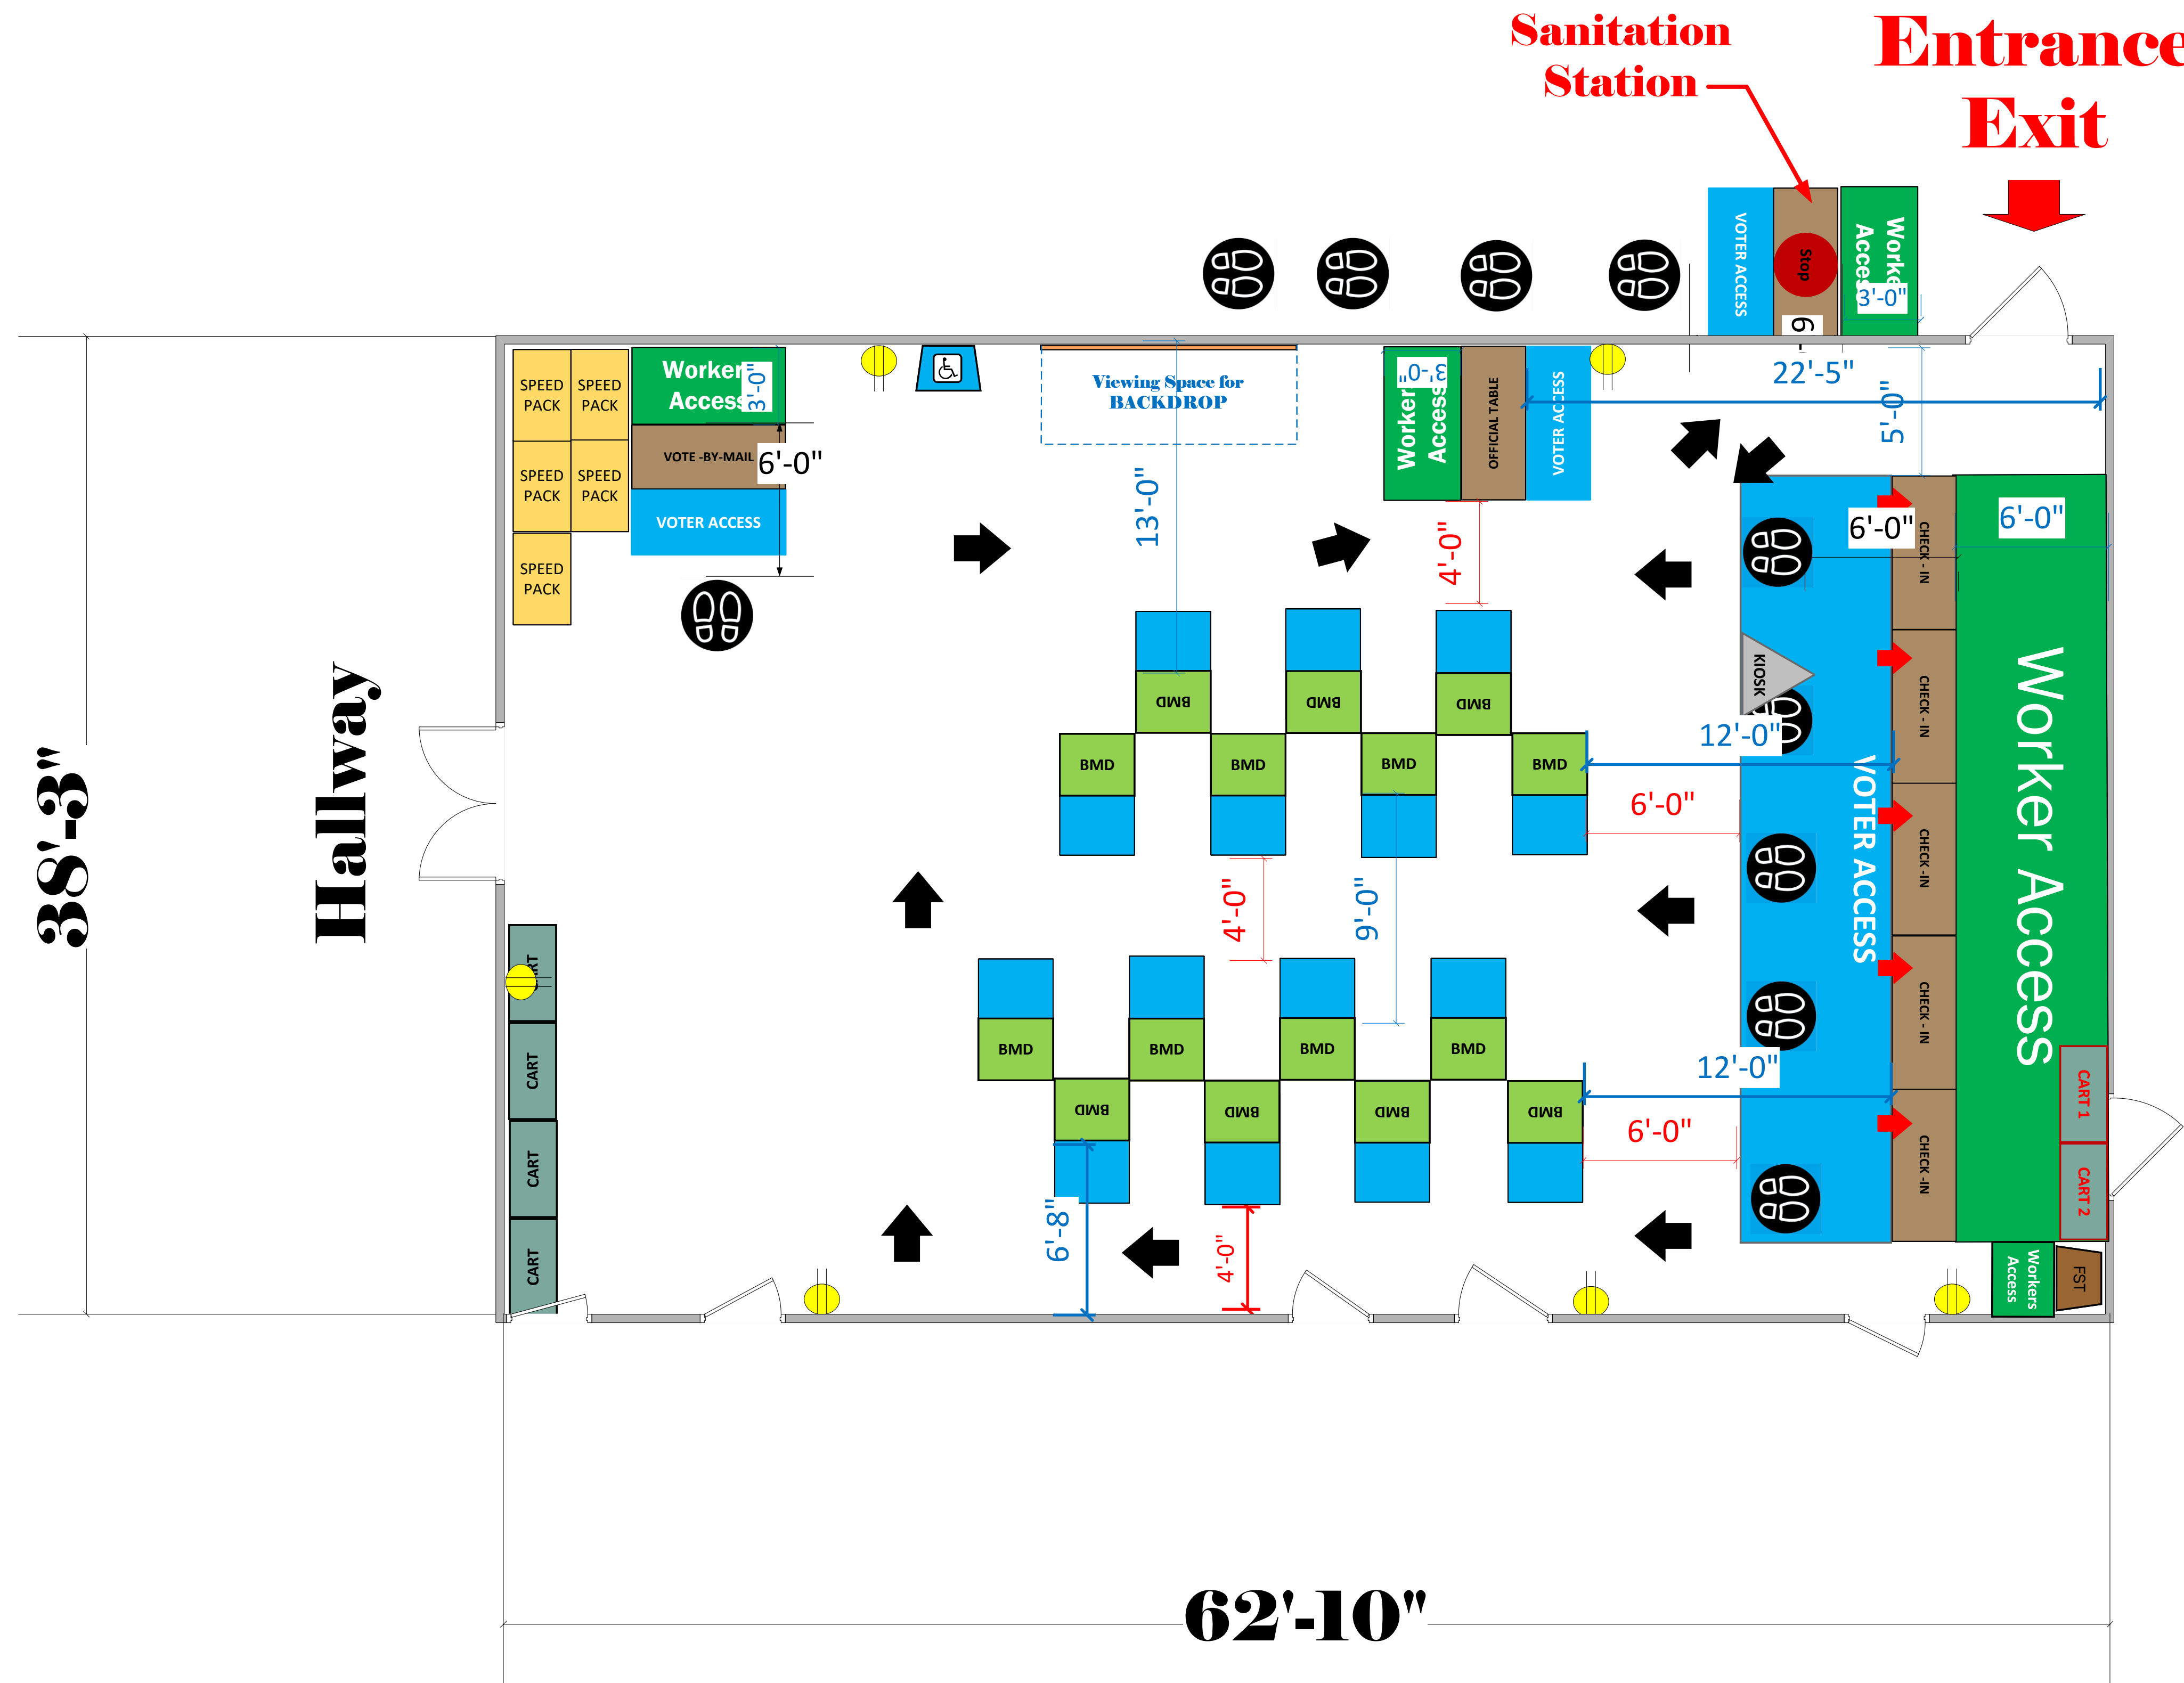 Sanitation
Station
Entrance
Exit
VOTER ACCESS
Stop
Worke
Acces
3'-0"
22'-5"
5'-0"
SPEED
PACK
SPEED
PACK
SPEED
PACK
SPEED
PACK
SPEED
PACK
Worker
Access
3'-0"
VOTE -BY-MAIL
6'-0"
VOTER ACCESS
Viewing Space for
BACKDROP
13'-0"
3'-0"
Worker
Access
OFFICIAL TABLE
VOTER ACCESS
4'-0"
6'-0"
6'-0"
CHECK - IN
CHECK - IN
CHECK -IN
CHECK - IN
CHECK -IN
KIOSK
VOTER ACCESS
Worker Access
BMD
BMD
BMD
BMD
BMD
BMD
BMD
12'-0"
6'-0"
4'-0"
9'-0"
BMD
BMD
BMD
BMD
BMD
BMD
BMD
BMD
12'-0"
6'-0"
6'-8"
4'-0"
CART 1
CART 2
Workers
Access
FST
CART
CART
CART
Hallway
38'-3"
62'-10"